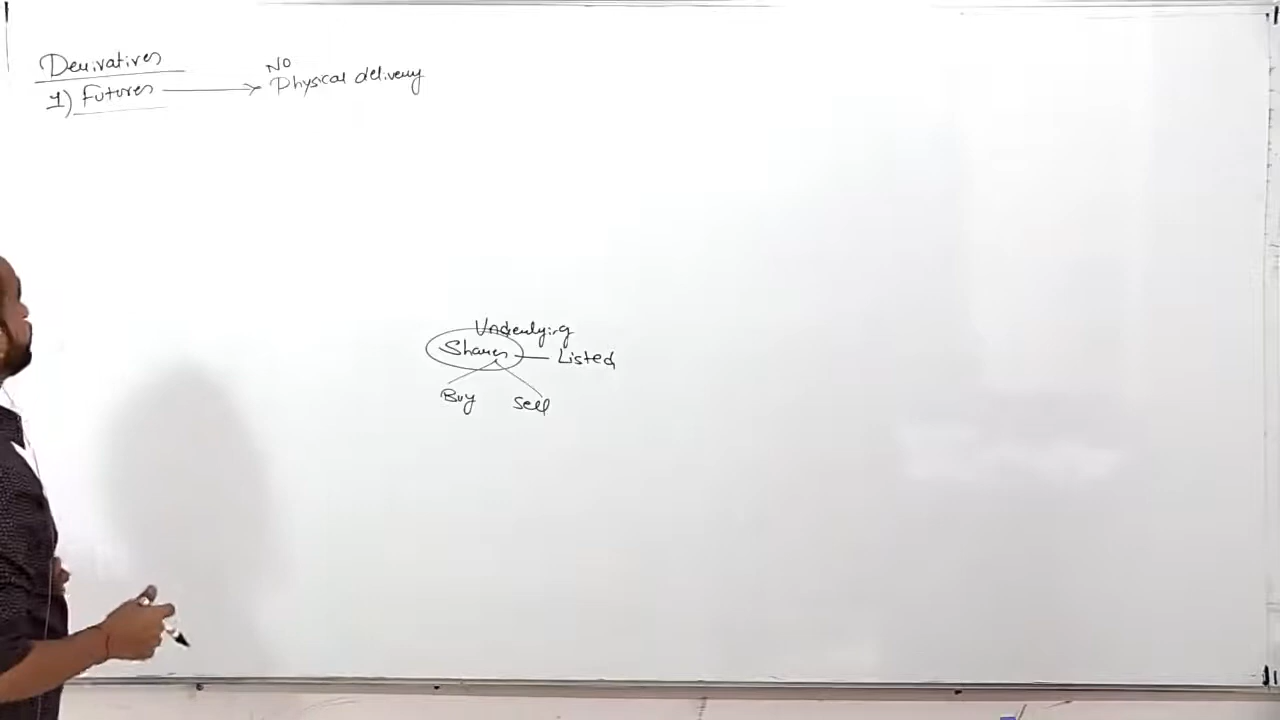 Derivatives
1) Futures
NO
Physical delivery
Underlying
Shares
Listed
Buy
Sell